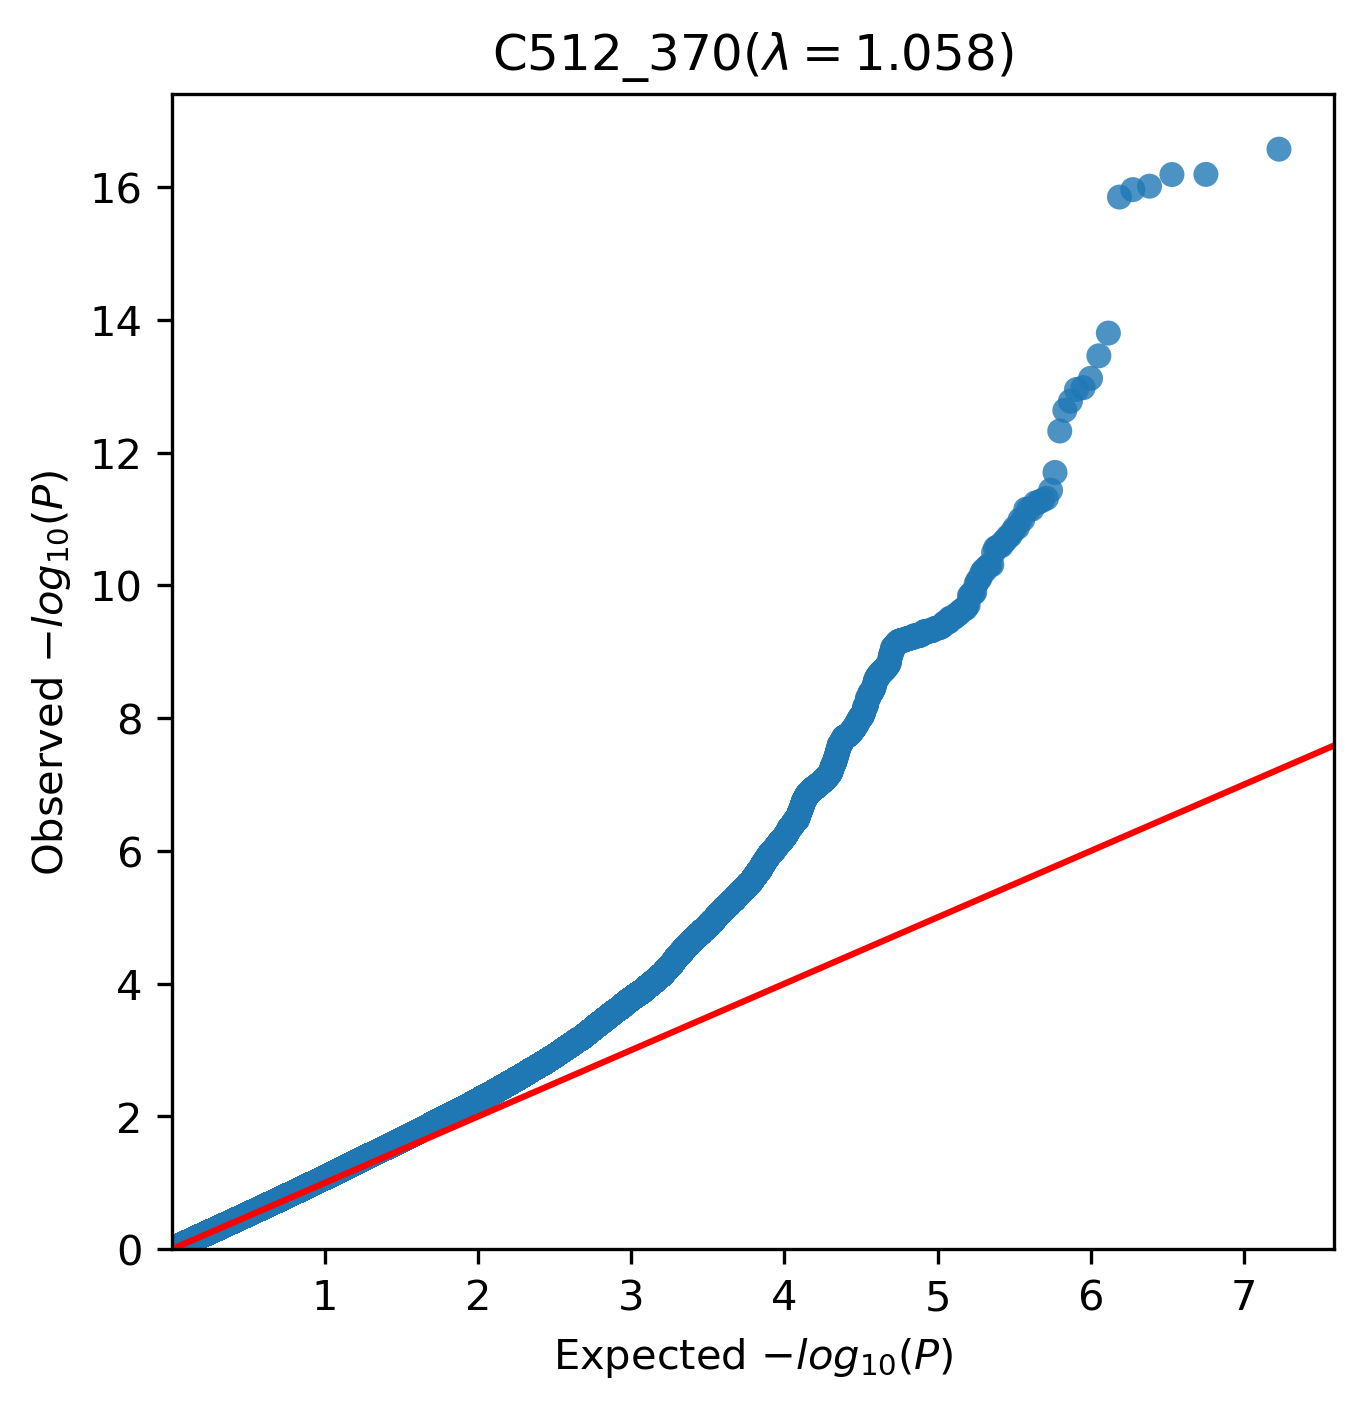 C512_370(λ = 1.058)
Observed −log₁₀(P)
16
14
12
10
8
6
4
2
0
1 2 3 4 5 6 7
Expected −log₁₀(P)